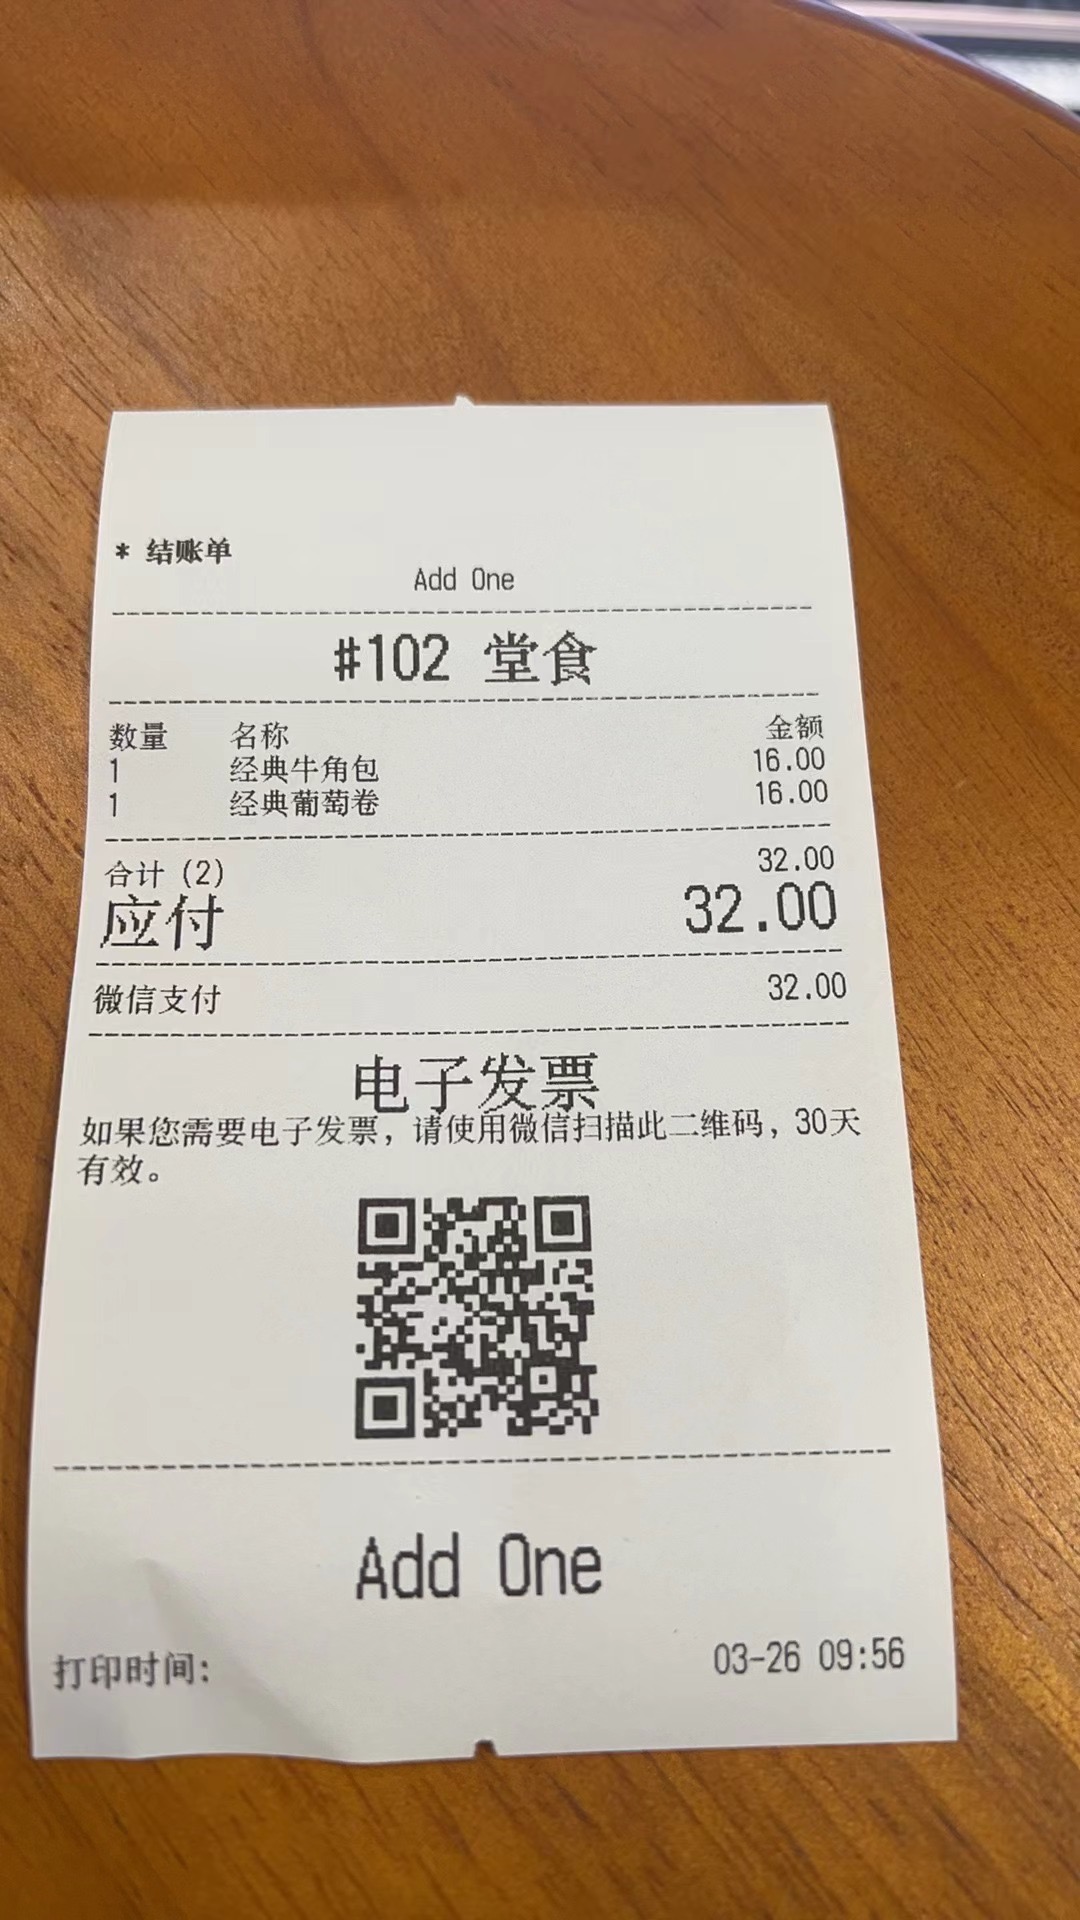 * 结账单
Add One
#102 堂食
数量 名称 金额
1 经典牛角包 16.00
1 经典葡萄卷 16.00
合计 (2) 32.00
应付 32.00
微信支付 32.00
电子发票
如果您需要电子发票，请使用微信扫描此二维码，30天
有效。
Add One
打印时间: 03-26 09:56